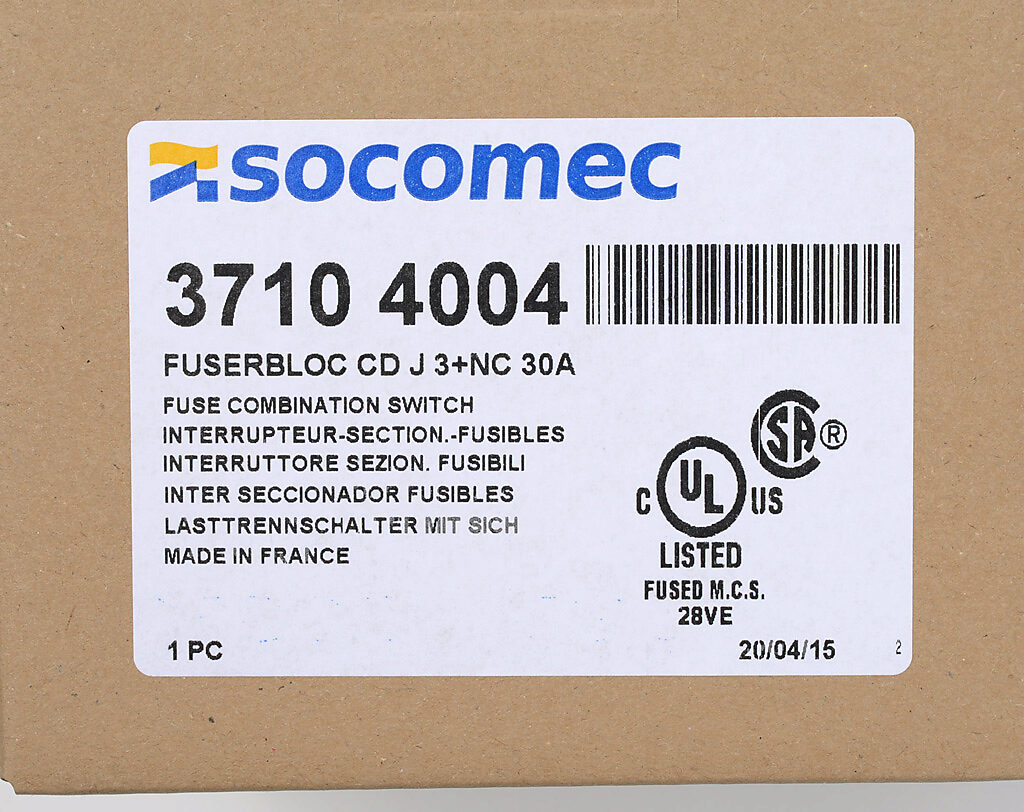 socomec
3710 4004
FUSERBLOC CD J 3+NC 30A
FUSE COMBINATION SWITCH
INTERRUPTEUR-SECTION.-FUSIBLES
INTERRUTTORE SEZION. FUSIBILI
INTER SECCIONADOR FUSIBLES
LASTTRENNSCHALTER MIT SICH
MADE IN FRANCE
SA ®
C UL US
LISTED
FUSED M.C.S.
28VE
1 PC
20/04/15
2